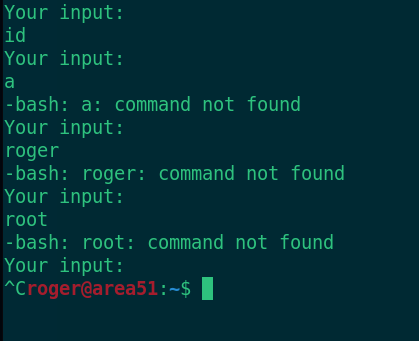 Your input:
id
Your input:
a
-bash: a: command not found
Your input:
roger
-bash: roger: command not found
Your input:
root
-bash: root: command not found
Your input:
^Croger@area51:~$